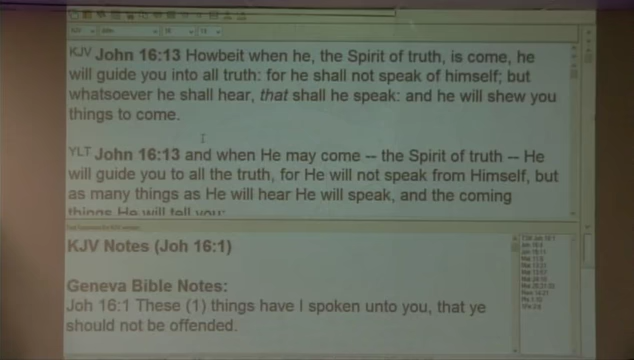 KJV John 16:13 Howbeit when he, the Spirit of truth, is come, he
will guide you into all truth: for he shall not speak of himself; but
whatsoever he shall hear, that shall he speak: and he will shew you
things to come.
YLT John 16:13 and when He may come -- the Spirit of truth -- He
will guide you to all the truth, for He will not speak from Himself, but
as many things as He will hear He will speak, and the coming
things He will tell you;
KJV Notes (Joh 16:1)
Geneva Bible Notes:
Joh 16:1 These (1) things have I spoken unto you, that ye
should not be offended.